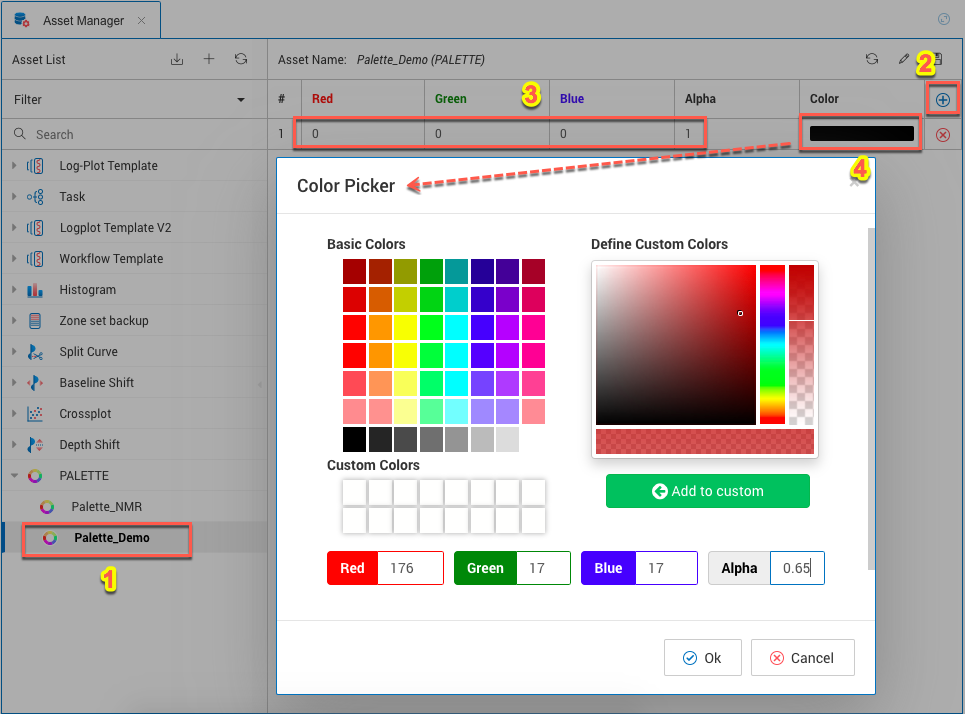 Asset Manager
Asset List
Asset Name: Palette_Demo (PALETTE)
2
Filter
# Red Green Blue Alpha Color
3
Search
1 0 0 0 1
4
Log-Plot Template
Task
Logplot Template V2
Workflow Template
Histogram
Zone set backup
Split Curve
Baseline Shift
Crossplot
Depth Shift
PALETTE
Palette_NMR
Palette_Demo
1
Color Picker
Basic Colors
Define Custom Colors
Custom Colors
Add to custom
Red 176 Green 17 Blue 17 Alpha 0.65
Ok Cancel